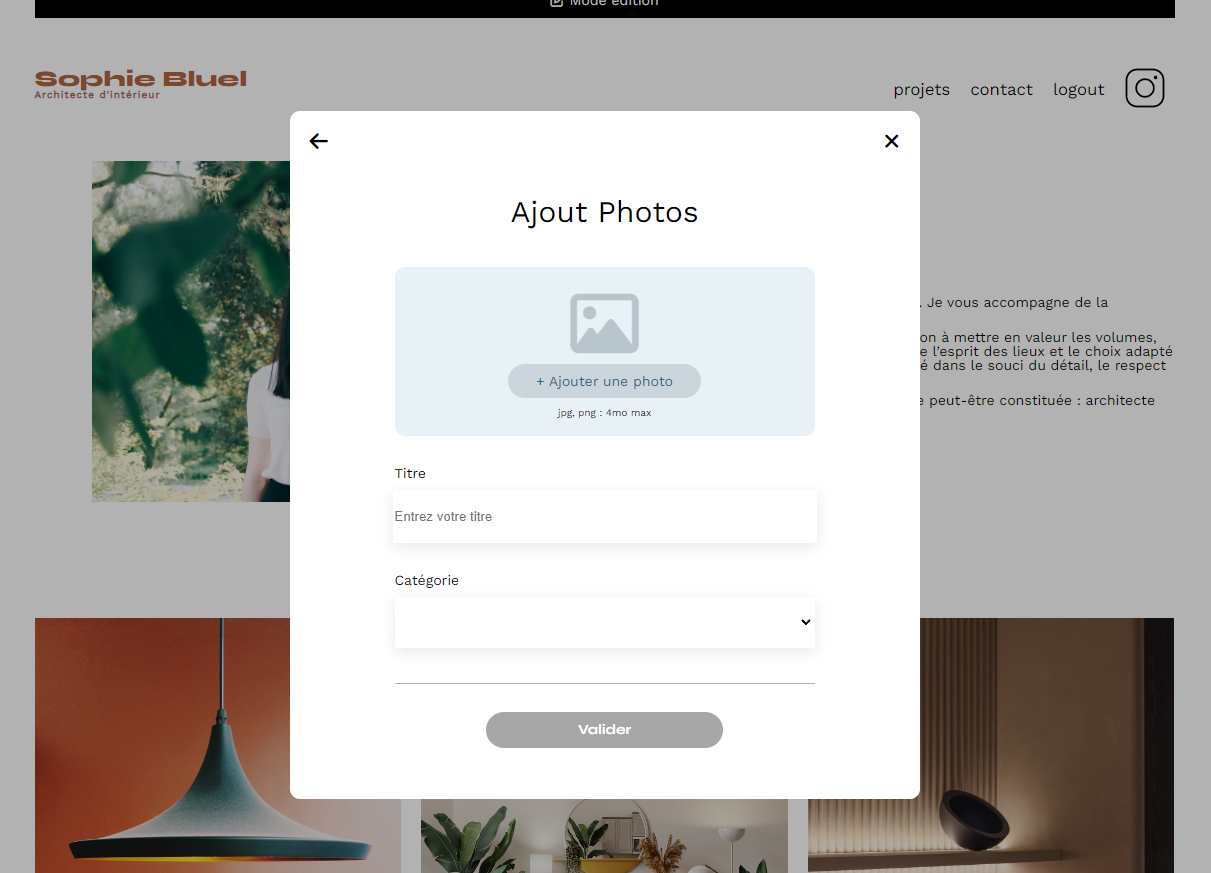 Mode édition
Sophie Bluel
Architecte d'intérieur
projets contact logout
Ajout Photos
+ Ajouter une photo
jpg, png : 4mo max
Titre
Entrez votre titre
Catégorie
Valider
. Je vous accompagne de la
on à mettre en valeur les volumes,
e l'esprit des lieux et le choix adapté
é dans le souci du détail, le respect
e peut-être constituée : architecte